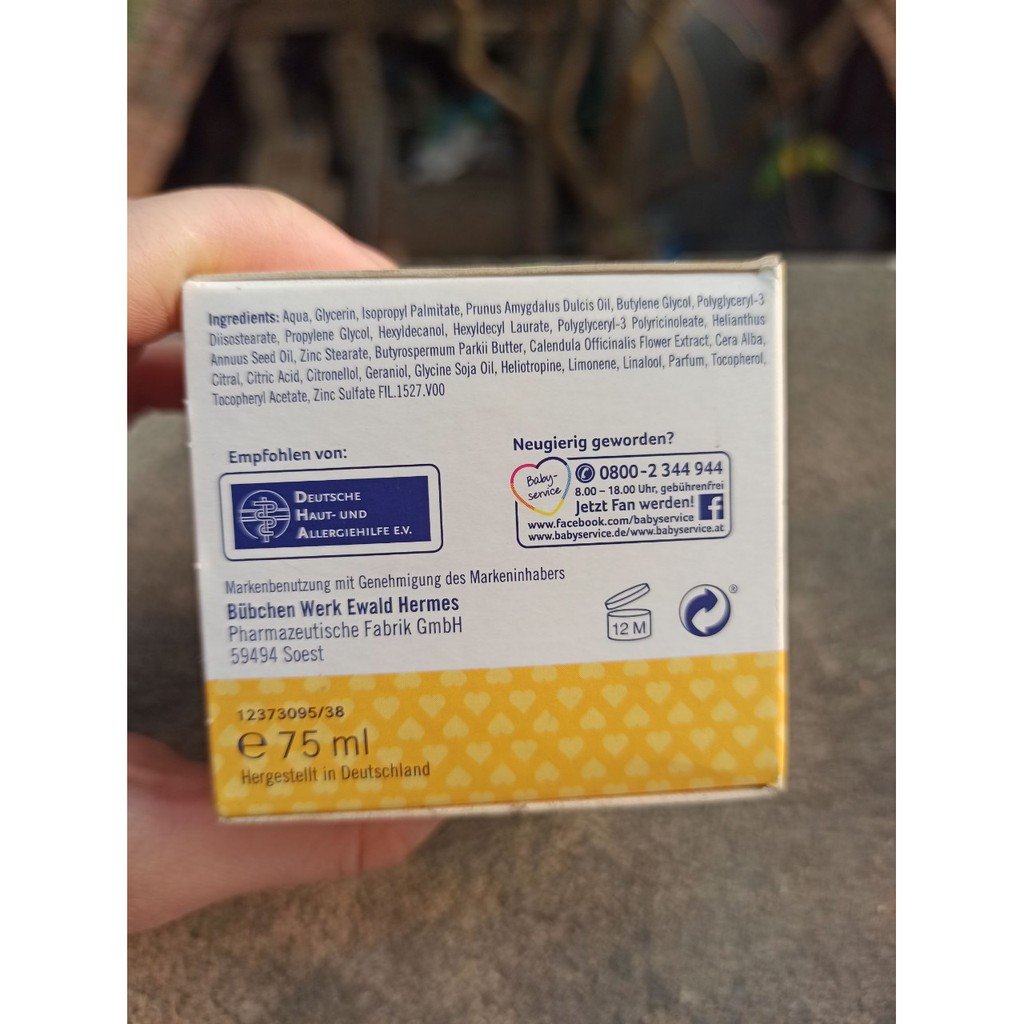 Ingredients: Aqua, Glycerin, Isopropyl Palmitate, Prunus Amygdalus Dulcis Oil, Butylene Glycol, Polyglyceryl-3
Diisostearate, Propylene Glycol, Hexyldecanol, Hexyldecyl Laurate, Polyglyceryl-3 Polyricinoleate, Helianthus
Annuus Seed Oil, Zinc Stearate, Butyrospermum Parkii Butter, Calendula Officinalis Flower Extract, Cera Alba,
Citral, Citric Acid, Citronellol, Geraniol, Glycine Soja Oil, Heliotropine, Limonene, Linalool, Parfum, Tocopherol,
Tocopheryl Acetate, Zinc Sulfate FIL.1527.V00
Empfohlen von:
DEUTSCHE
HAUT- UND
ALLERGIEHILFE E.V.
Neugierig geworden?
Baby-
service
0800-2 344 944
8.00 – 18.00 Uhr, gebührenfrei
Jetzt Fan werden! f
www.facebook.com/babyservice
www.babyservice.de/www.babyservice.at
Markenbenutzung mit Genehmigung des Markeninhabers
Bübchen Werk Ewald Hermes
Pharmazeutische Fabrik GmbH
59494 Soest
12 M
®
12373095/38
℮ 75 ml
Hergestellt in Deutschland